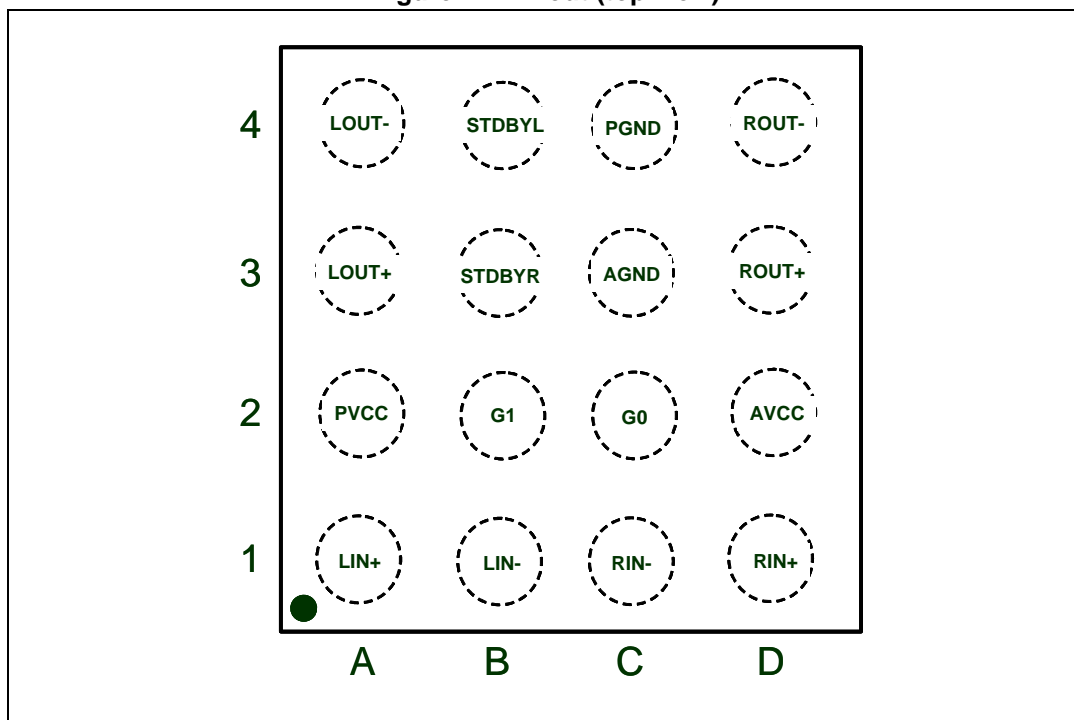 4 LOUT- STDBYL PGND ROUT-
3 LOUT+ STDBYR AGND ROUT+
2 PVCC G1 G0 AVCC
1 LIN+ LIN- RIN- RIN+
A B C D